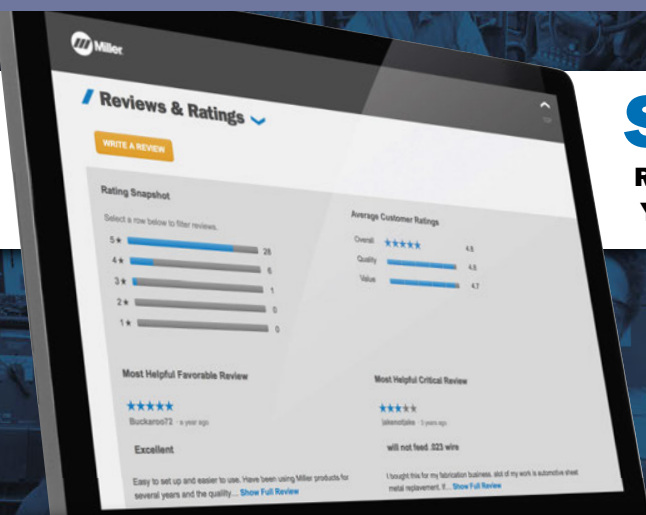 Miller
TOP
Reviews & Ratings
WRITE A REVIEW
Rating Snapshot
Select a row below to filter reviews.
5★ 28
4★ 6
3★ 1
2★ 0
1★ 0
Average Customer Ratings
Overall ★★★★★ 4.8
Quality 4.8
Value 4.7
Most Helpful Favorable Review
★★★★★
Buckaroo72 · a year ago
Excellent
Easy to set up and easier to use. Have been using Miller products for
several years and the quality... Show Full Review
Most Helpful Critical Review
★★★★★
jakenotjake · 3 years ago
will not feed .023 wire
I bought this for my fabrication business, alot of my work is automotive sheet
metal replavement. If... Show Full Review
S
R
Y